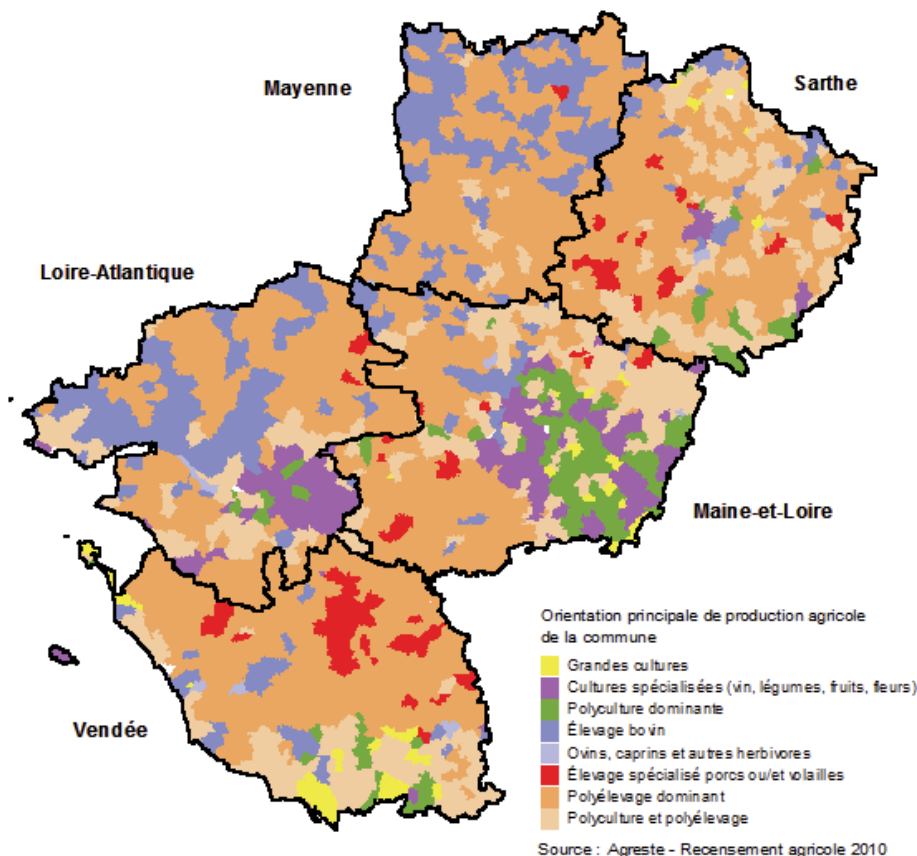 Mayenne
Sarthe
Loire-Atlantique
Maine-et-Loire
Vendée
Orientation principale de production agricole
de la commune
Grandes cultures
Cultures spécialisées (vin, légumes, fruits, fleurs)
Polyculture dominante
Élevage bovin
Ovins, caprins et autres herbivores
Élevage spécialisé porcs ou/et volailles
Polyélevage dominant
Polyculture et polyélevage
Source : Agreste - Recensement agricole 2010